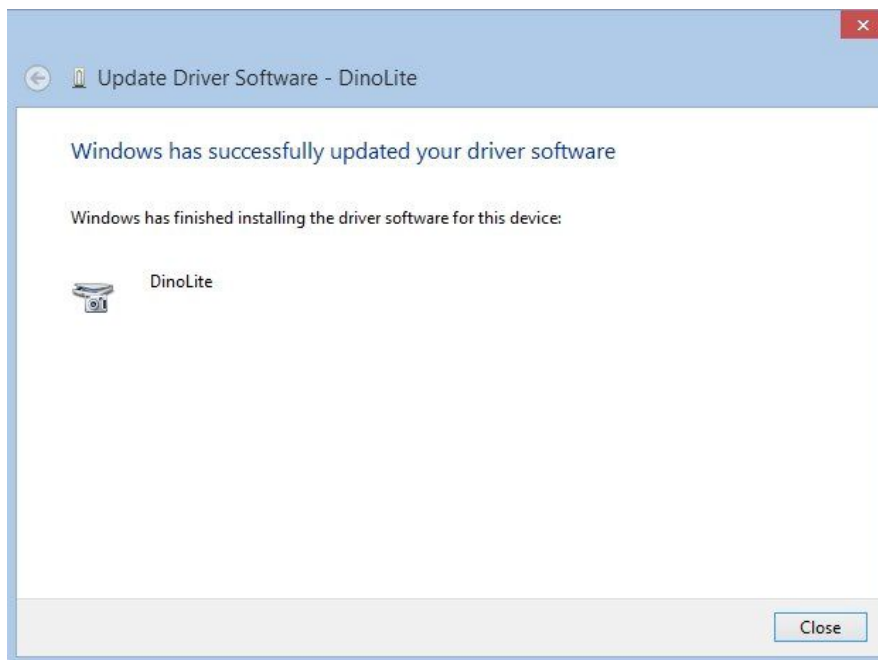 Update Driver Software - DinoLite
Windows has successfully updated your driver software
Windows has finished installing the driver software for this device:
DinoLite
Close